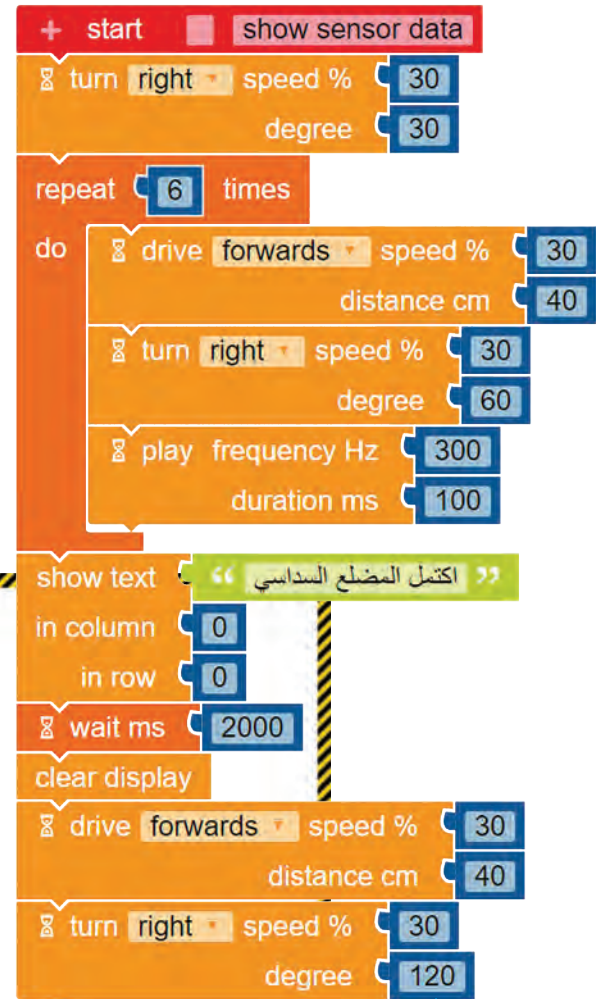 + start show sensor data
turn right speed % 30
degree 30
repeat 6 times
do drive forwards speed % 30
distance cm 40
turn right speed % 30
degree 60
play frequency Hz 300
duration ms 100
show text “ اكتمل المضلع السداسي ”
in column 0
in row 0
wait ms 2000
clear display
drive forwards speed % 30
distance cm 40
turn right speed % 30
degree 120